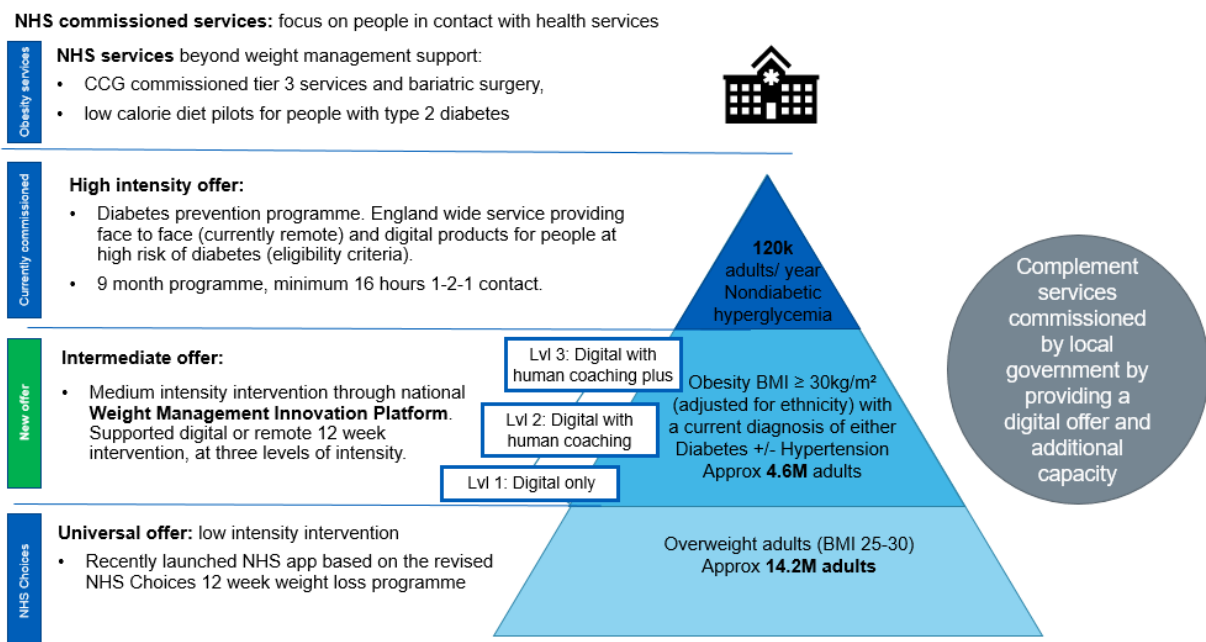 NHS commissioned services: focus on people in contact with health services
Obesity services
NHS services beyond weight management support:
• CCG commissioned tier 3 services and bariatric surgery,
• low calorie diet pilots for people with type 2 diabetes
Currently commissioned
High intensity offer:
• Diabetes prevention programme. England wide service providing
face to face (currently remote) and digital products for people at
high risk of diabetes (eligibility criteria).
• 9 month programme, minimum 16 hours 1-2-1 contact.
120k
adults/ year
Nondiabetic
hyperglycemia
New offer
Intermediate offer:
• Medium intensity intervention through national
Weight Management Innovation Platform.
Supported digital or remote 12 week
intervention, at three levels of intensity.
Lvl 3: Digital with
human coaching plus
Lvl 2: Digital with
human coaching
Lvl 1: Digital only
Obesity BMI ≥ 30kg/m²
(adjusted for ethnicity) with
a current diagnosis of either
Diabetes +/- Hypertension
Approx 4.6M adults
NHS Choices
Universal offer: low intensity intervention
• Recently launched NHS app based on the revised
NHS Choices 12 week weight loss programme
Overweight adults (BMI 25-30)
Approx 14.2M adults
Complement
services
commissioned
by local
government by
providing a
digital offer and
additional
capacity